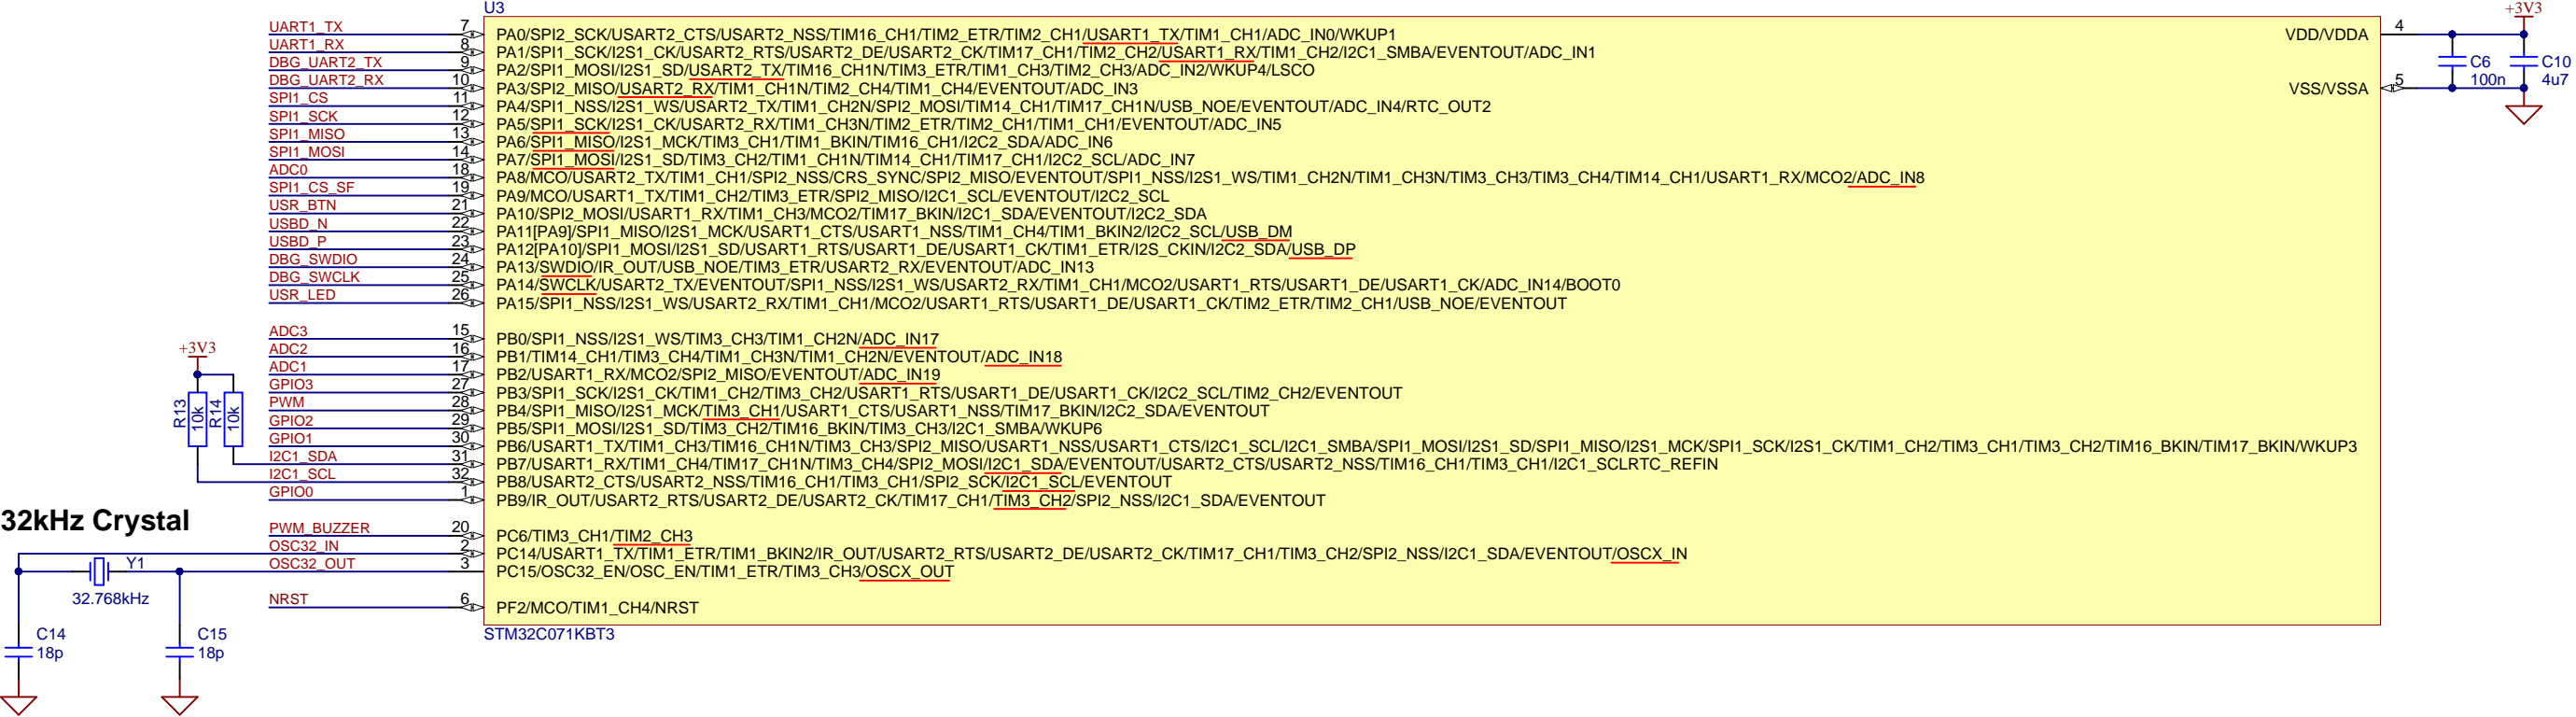 U3
UART1_TX 7 PA0/SPI2_SCK/USART2_CTS/USART2_NSS/TIM16_CH1/TIM2_ETR/TIM2_CH1/USART1_TX/TIM1_CH1/ADC_IN0/WKUP1
UART1_RX 8 PA1/SPI1_SCK/I2S1_CK/USART2_RTS/USART2_DE/USART2_CK/TIM17_CH1/TIM2_CH2/USART1_RX/TIM1_CH2/I2C1_SMBA/EVENTOUT/ADC_IN1
DBG_UART2_TX 9 PA2/SPI1_MOSI/I2S1_SD/USART2_TX/TIM16_CH1N/TIM3_ETR/TIM1_CH3/TIM2_CH3/ADC_IN2/WKUP4/LSCO
DBG_UART2_RX 10 PA3/SPI2_MISO/USART2_RX/TIM1_CH1N/TIM2_CH4/TIM1_CH4/EVENTOUT/ADC_IN3
SPI1_CS 11 PA4/SPI1_NSS/I2S1_WS/USART2_TX/TIM1_CH2N/SPI2_MOSI/TIM14_CH1/TIM17_CH1N/USB_NOE/EVENTOUT/ADC_IN4/RTC_OUT2
SPI1_SCK 12 PA5/SPI1_SCK/I2S1_CK/USART2_RX/TIM1_CH3N/TIM2_ETR/TIM2_CH1/TIM1_CH1/EVENTOUT/ADC_IN5
SPI1_MISO 13 PA6/SPI1_MISO/I2S1_MCK/TIM3_CH1/TIM1_BKIN/TIM16_CH1/I2C2_SDA/ADC_IN6
SPI1_MOSI 14 PA7/SPI1_MOSI/I2S1_SD/TIM3_CH2/TIM1_CH1N/TIM14_CH1/TIM17_CH1/I2C2_SCL/ADC_IN7
ADC0 18 PA8/MCO/USART2_TX/TIM1_CH1/SPI2_NSS/CRS_SYNC/SPI2_MISO/EVENTOUT/SPI1_NSS/I2S1_WS/TIM1_CH2N/TIM1_CH3N/TIM3_CH3/TIM3_CH4/TIM14_CH1/USART1_RX/MCO2/ADC_IN8
SPI1_CS_SF 19 PA9/MCO/USART1_TX/TIM1_CH2/TIM3_ETR/SPI2_MISO/I2C1_SCL/EVENTOUT/I2C2_SCL
USR_BTN 21 PA10/SPI2_MOSI/USART1_RX/TIM1_CH3/MCO2/TIM17_BKIN/I2C1_SDA/EVENTOUT/I2C2_SDA
USBD_N 22 PA11[PA9]/SPI1_MISO/I2S1_MCK/USART1_CTS/USART1_NSS/TIM1_CH4/TIM1_BKIN2/I2C2_SCL/USB_DM
USBD_P 23 PA12[PA10]/SPI1_MOSI/I2S1_SD/USART1_RTS/USART1_DE/USART1_CK/TIM1_ETR/I2S_CKIN/I2C2_SDA/USB_DP
DBG_SWDIO 24 PA13/SWDIO/IR_OUT/USB_NOE/TIM3_ETR/USART2_RX/EVENTOUT/ADC_IN13
DBG_SWCLK 25 PA14/SWCLK/USART2_TX/EVENTOUT/SPI1_NSS/I2S1_WS/USART2_RX/TIM1_CH1/MCO2/USART1_RTS/USART1_DE/USART1_CK/ADC_IN14/BOOT0
USR_LED 26 PA15/SPI1_NSS/I2S1_WS/USART2_RX/TIM1_CH1/MCO2/USART1_RTS/USART1_DE/USART1_CK/TIM2_ETR/TIM2_CH1/USB_NOE/EVENTOUT
ADC3 15 PB0/SPI1_NSS/I2S1_WS/TIM3_CH3/TIM1_CH2N/ADC_IN17
ADC2 16 PB1/TIM14_CH1/TIM3_CH4/TIM1_CH3N/TIM1_CH2N/EVENTOUT/ADC_IN18
ADC1 17 PB2/USART1_RX/MCO2/SPI2_MISO/EVENTOUT/ADC_IN19
GPIO3 27 PB3/SPI1_SCK/I2S1_CK/TIM1_CH2/TIM3_CH2/USART1_RTS/USART1_DE/USART1_CK/I2C2_SCL/TIM2_CH2/EVENTOUT
PWM 28 PB4/SPI1_MISO/I2S1_MCK/TIM3_CH1/USART1_CTS/USART1_NSS/TIM17_BKIN/I2C2_SDA/EVENTOUT
GPIO2 29 PB5/SPI1_MOSI/I2S1_SD/TIM3_CH2/TIM16_BKIN/TIM3_CH3/I2C1_SMBA/WKUP6
GPIO1 30 PB6/USART1_TX/TIM1_CH3/TIM16_CH1N/TIM3_CH3/SPI2_MISO/USART1_NSS/USART1_CTS/I2C1_SCL/I2C1_SMBA/SPI1_MOSI/I2S1_SD/SPI1_MISO/I2S1_MCK/SPI1_SCK/I2S1_CK/TIM1_CH2/TIM3_CH1/TIM3_CH2/TIM16_BKIN/TIM17_BKIN/WKUP3
I2C1_SDA 31 PB7/USART1_RX/TIM1_CH4/TIM17_CH1N/TIM3_CH4/SPI2_MOSI/I2C1_SDA/EVENTOUT/USART2_CTS/USART2_NSS/TIM16_CH1/TIM3_CH1/I2C1_SCLRTC_REFIN
I2C1_SCL 32 PB8/USART2_CTS/USART2_NSS/TIM16_CH1/TIM3_CH1/SPI2_SCK/I2C1_SCL/EVENTOUT
GPIO0 1 PB9/IR_OUT/USART2_RTS/USART2_DE/USART2_CK/TIM17_CH1/TIM3_CH2/SPI2_NSS/I2C1_SDA/EVENTOUT
PWM_BUZZER 20 PC6/TIM3_CH1/TIM2_CH3
OSC32_IN 2 PC14/USART1_TX/TIM1_ETR/TIM1_BKIN2/IR_OUT/USART2_RTS/USART2_DE/USART2_CK/TIM17_CH1/TIM3_CH2/SPI2_NSS/I2C1_SDA/EVENTOUT/OSCX_IN
OSC32_OUT 3 PC15/OSC32_EN/OSC_EN/TIM1_ETR/TIM3_CH3/OSCX_OUT
NRST 6 PF2/MCO/TIM1_CH4/NRST
STM32C071KBT3
VDD/VDDA 4
VSS/VSSA 5
+3V3
C6
100n
C10
4u7
+3V3
R13
10k
R14
10k
32kHz Crystal
Y1
32.768kHz
C14
18p
C15
18p